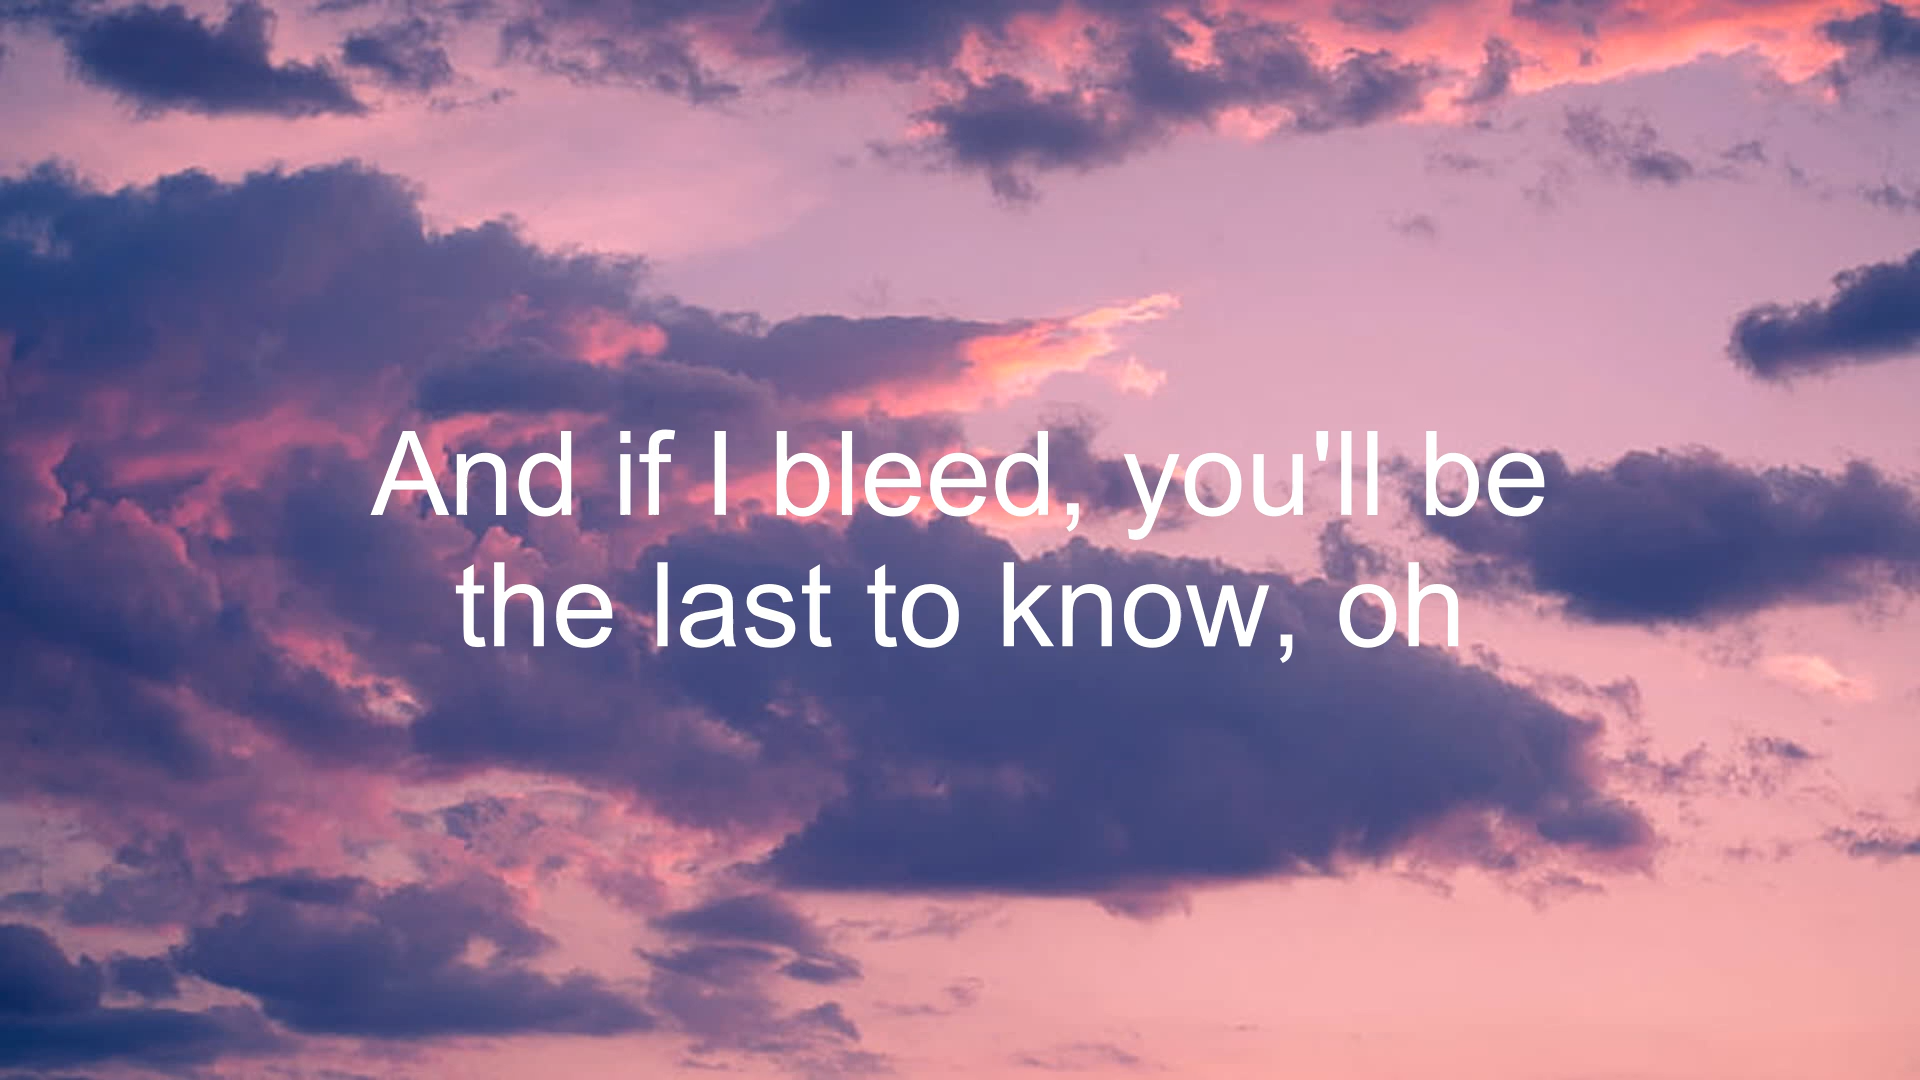 And if I bleed, you'll be
the last to know, oh